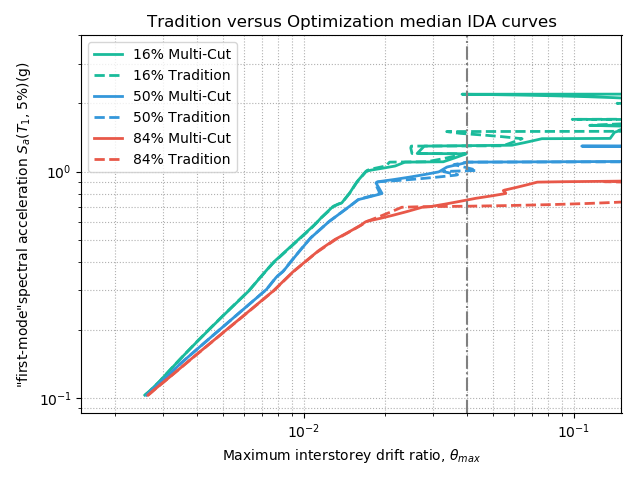 Tradition versus Optimization median IDA curves
16% Multi-Cut
16% Tradition
50% Multi-Cut
50% Tradition
84% Multi-Cut
84% Tradition
"first-mode"spectral acceleration Sₐ(T₁, 5%)(g)
10⁰
10⁻¹
10⁻²
10⁻¹
Maximum interstorey drift ratio, θₘₐₓ